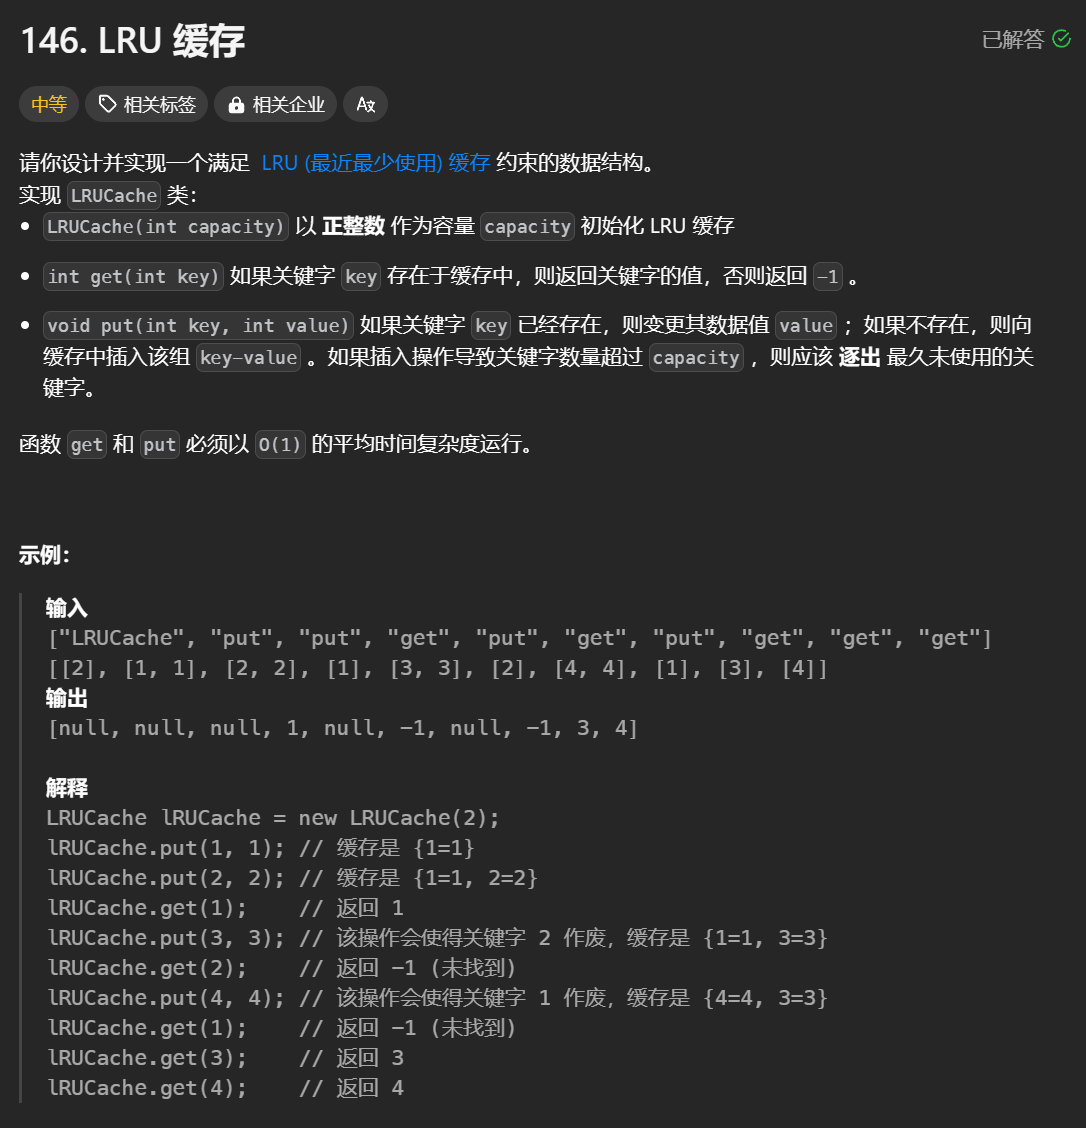 146. LRU 缓存
已解答
中等
相关标签
相关企业
请你设计并实现一个满足 LRU (最近最少使用) 缓存 约束的数据结构。
实现 LRUCache 类：
LRUCache(int capacity) 以 正整数 作为容量 capacity 初始化 LRU 缓存
int get(int key) 如果关键字 key 存在于缓存中，则返回关键字的值，否则返回 -1 。
void put(int key, int value) 如果关键字 key 已经存在，则变更其数据值 value ；如果不存在，则向
缓存中插入该组 key-value 。如果插入操作导致关键字数量超过 capacity ，则应该 逐出 最久未使用的关
键字。
函数 get 和 put 必须以 O(1) 的平均时间复杂度运行。
示例：
输入
["LRUCache", "put", "put", "get", "put", "get", "put", "get", "get", "get"]
[[2], [1, 1], [2, 2], [1], [3, 3], [2], [4, 4], [1], [3], [4]]
输出
[null, null, null, 1, null, -1, null, -1, 3, 4]
解释
LRUCache lRUCache = new LRUCache(2);
lRUCache.put(1, 1); // 缓存是 {1=1}
lRUCache.put(2, 2); // 缓存是 {1=1, 2=2}
lRUCache.get(1);    // 返回 1
lRUCache.put(3, 3); // 该操作会使得关键字 2 作废，缓存是 {1=1, 3=3}
lRUCache.get(2);    // 返回 -1 (未找到)
lRUCache.put(4, 4); // 该操作会使得关键字 1 作废，缓存是 {4=4, 3=3}
lRUCache.get(1);    // 返回 -1 (未找到)
lRUCache.get(3);    // 返回 3
lRUCache.get(4);    // 返回 4